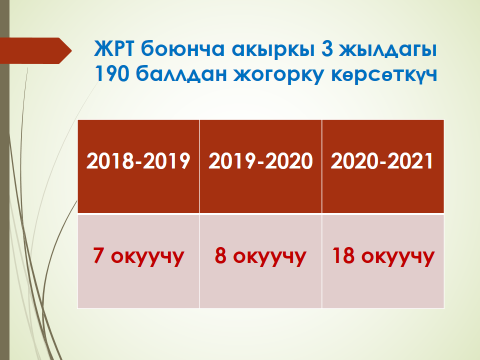 ЖРТ боюнча акыркы 3 жылдагы
190 баллдан жогорку көрсөткүч
2018-2019 2019-2020 2020-2021
7 окуучу 8 окуучу 18 окуучу